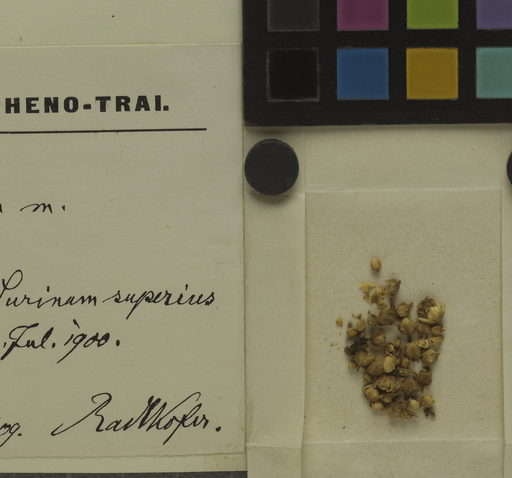 HENO-TRAI.
m.
Surinam superius
Jul. 1900.
Radlkofer.